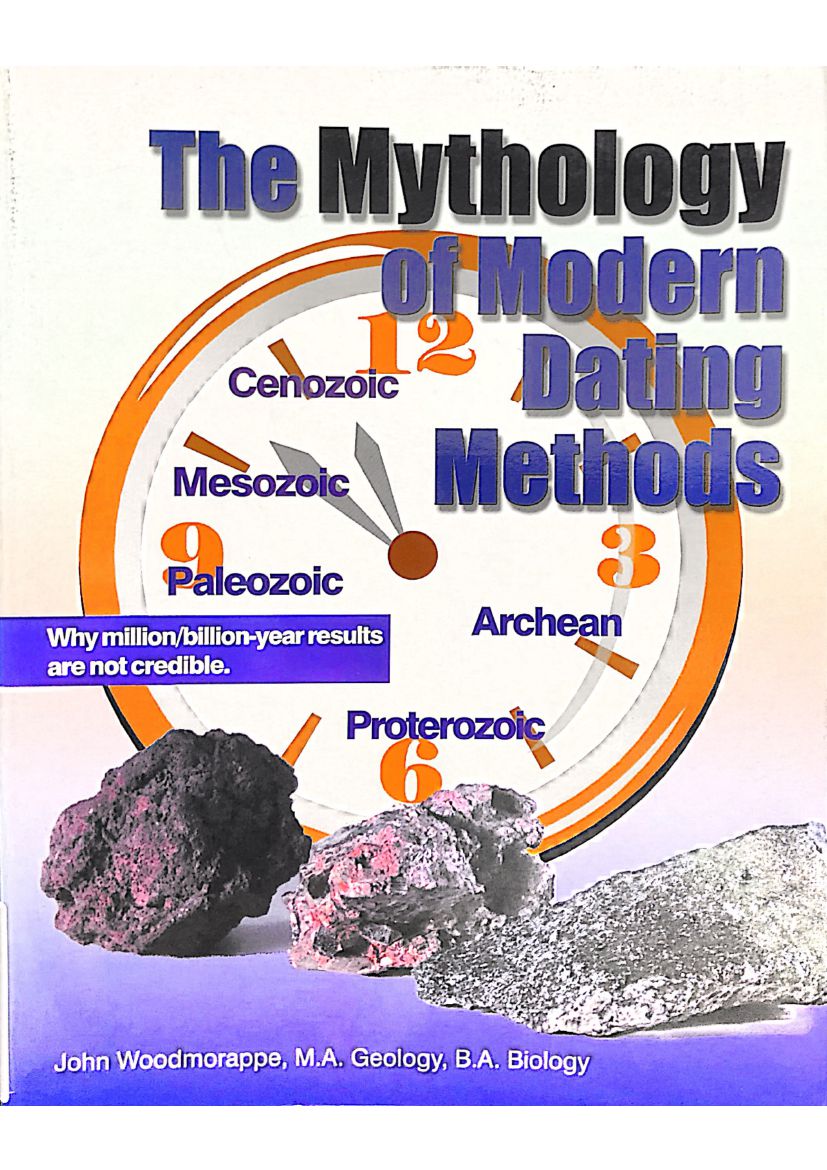 The Mythology
of Modern
Dating
Methods
12
Cenozoic
Mesozoic
9
Paleozoic
3
Archean
Why million/billion-year results
are not credible.
Proterozoic
6
John Woodmorappe, M.A. Geology, B.A. Biology